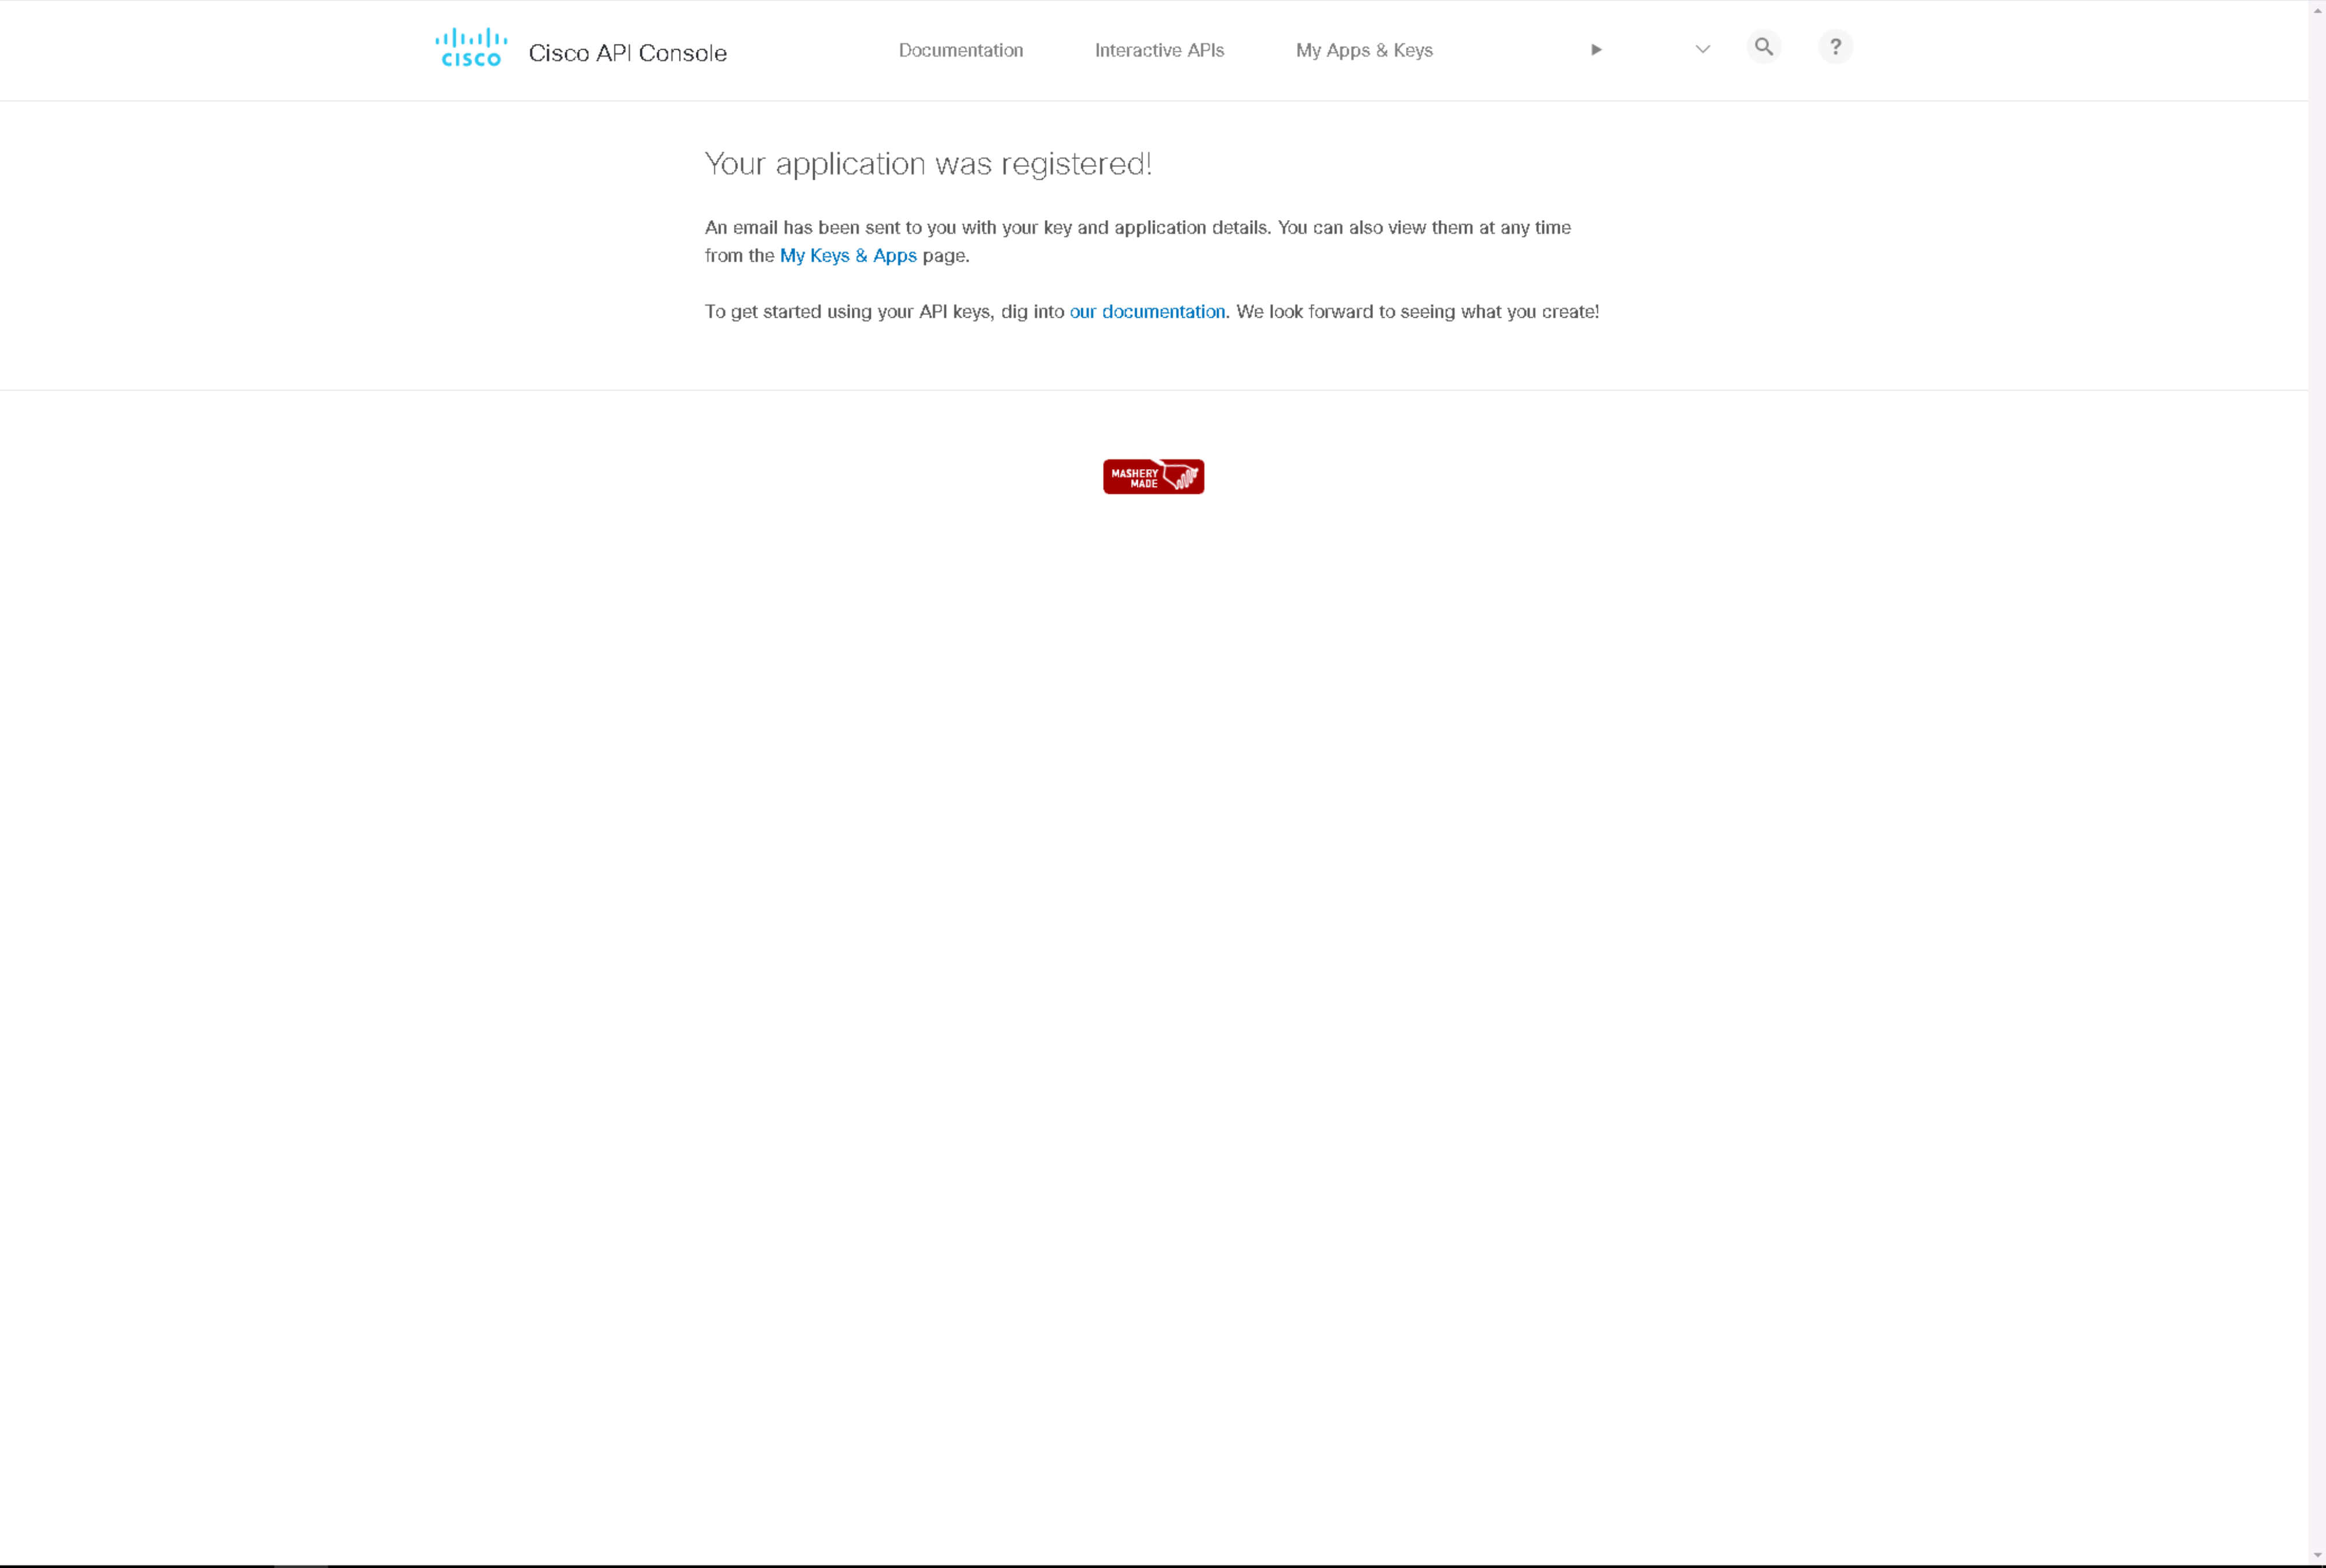 CISCO
Cisco API Console
Documentation
Interactive APIs
My Apps & Keys
?
Your application was registered!
An email has been sent to you with your key and application details. You can also view them at any time
from the My Keys & Apps page.
To get started using your API keys, dig into our documentation. We look forward to seeing what you create!
MASHERY
MADE